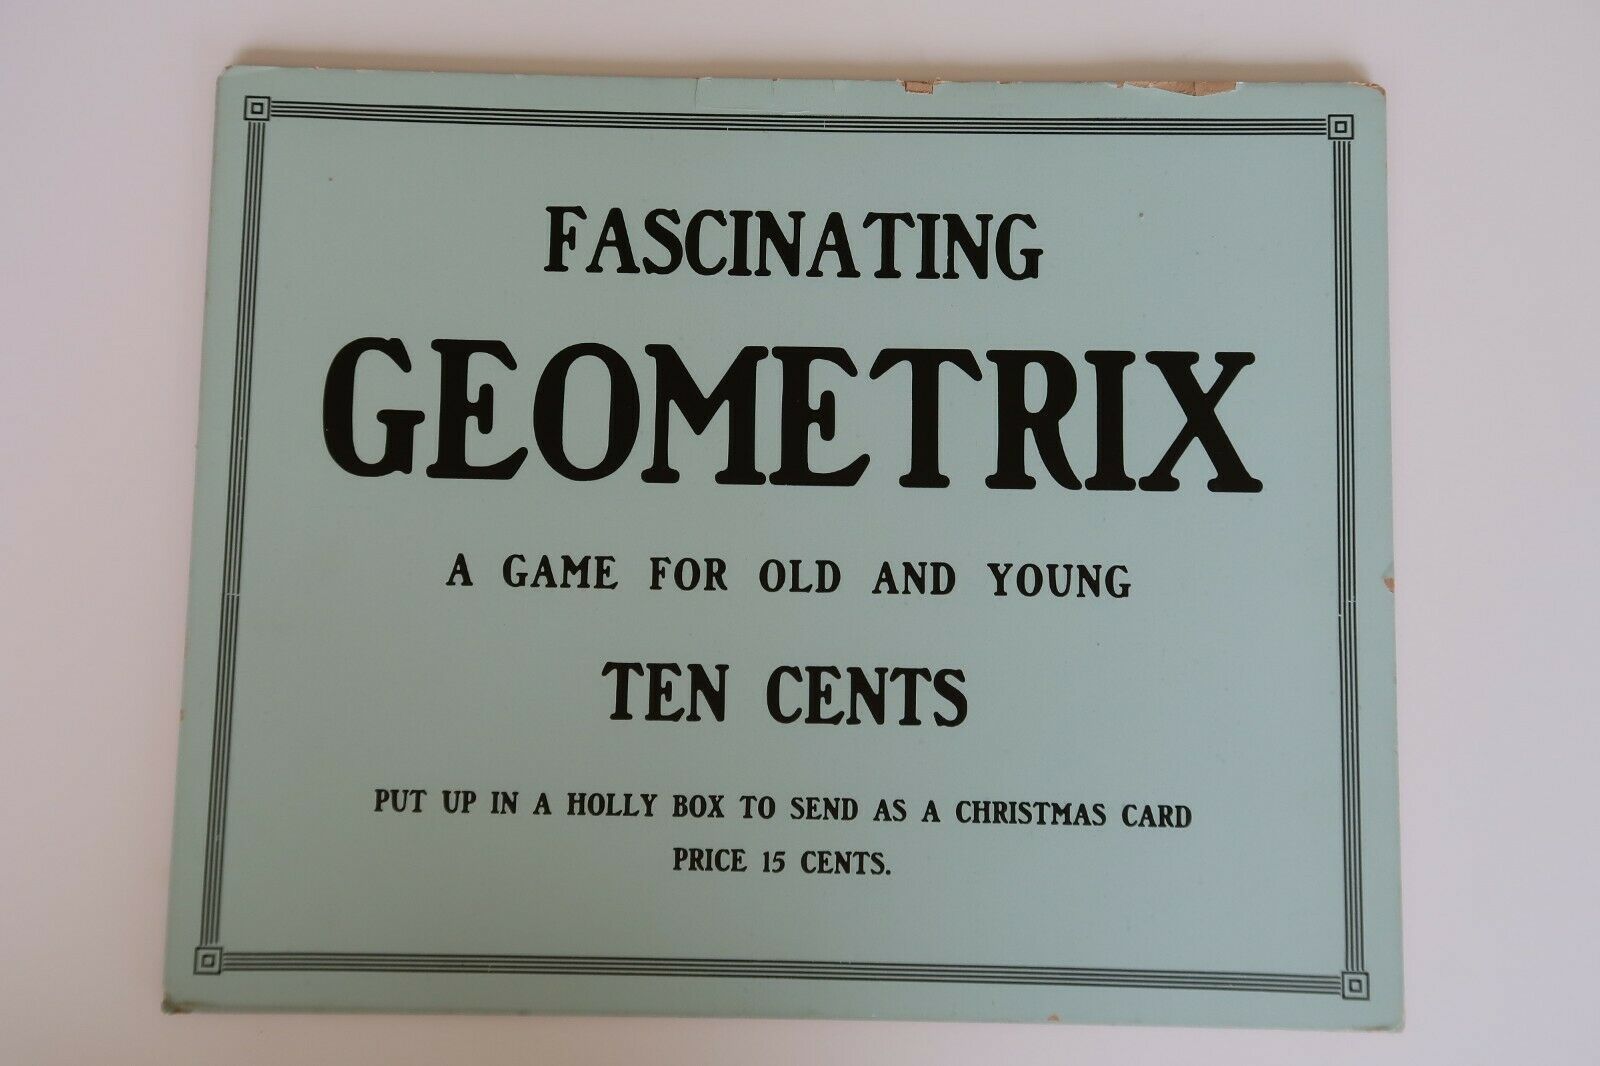 FASCINATING
GEOMETRIX
A GAME FOR OLD AND YOUNG
TEN CENTS
PUT UP IN A HOLLY BOX TO SEND AS A CHRISTMAS CARD
PRICE 15 CENTS.